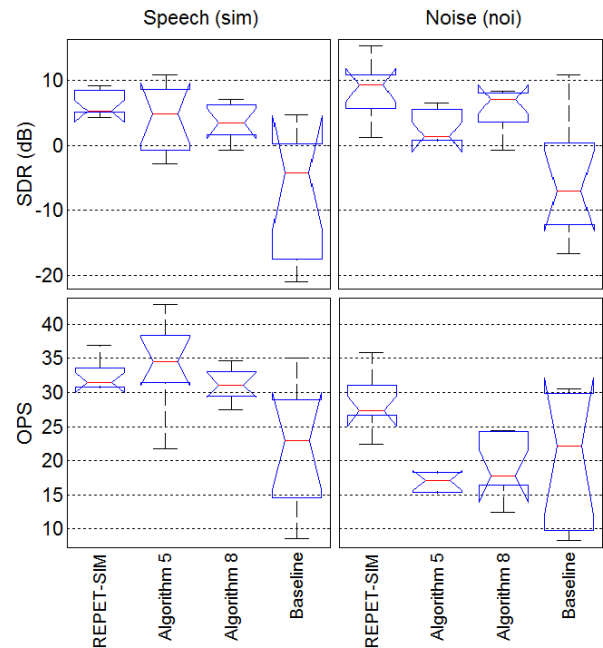 Speech (sim)
Noise (noi)
SDR (dB)
10
0
-10
-20
OPS
40
35
30
25
20
15
10
REPET-SIM
Algorithm 5
Algorithm 8
Baseline
REPET-SIM
Algorithm 5
Algorithm 8
Baseline